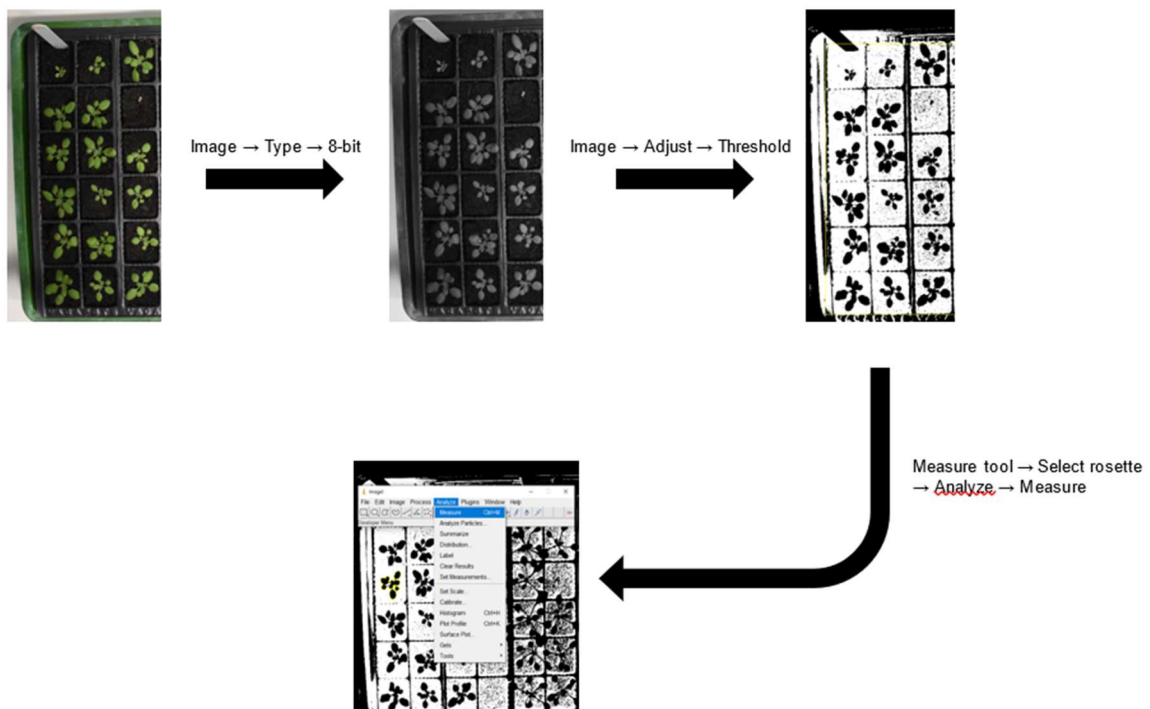 Image → Type → 8-bit
Image → Adjust → Threshold
Measure tool → Select rosette
→ Analyze → Measure
ImageJ
File Edit Image Process Analyze Plugins Window Help
Measure Ctrl+M
Developer Menu
Analyze Particles...
Summarize
Distribution...
Label
Clear Results
Set Measurements...
Set Scale...
Calibrate...
Histogram Ctrl+H
Plot Profile Ctrl+K
Surface Plot...
Gels
Tools